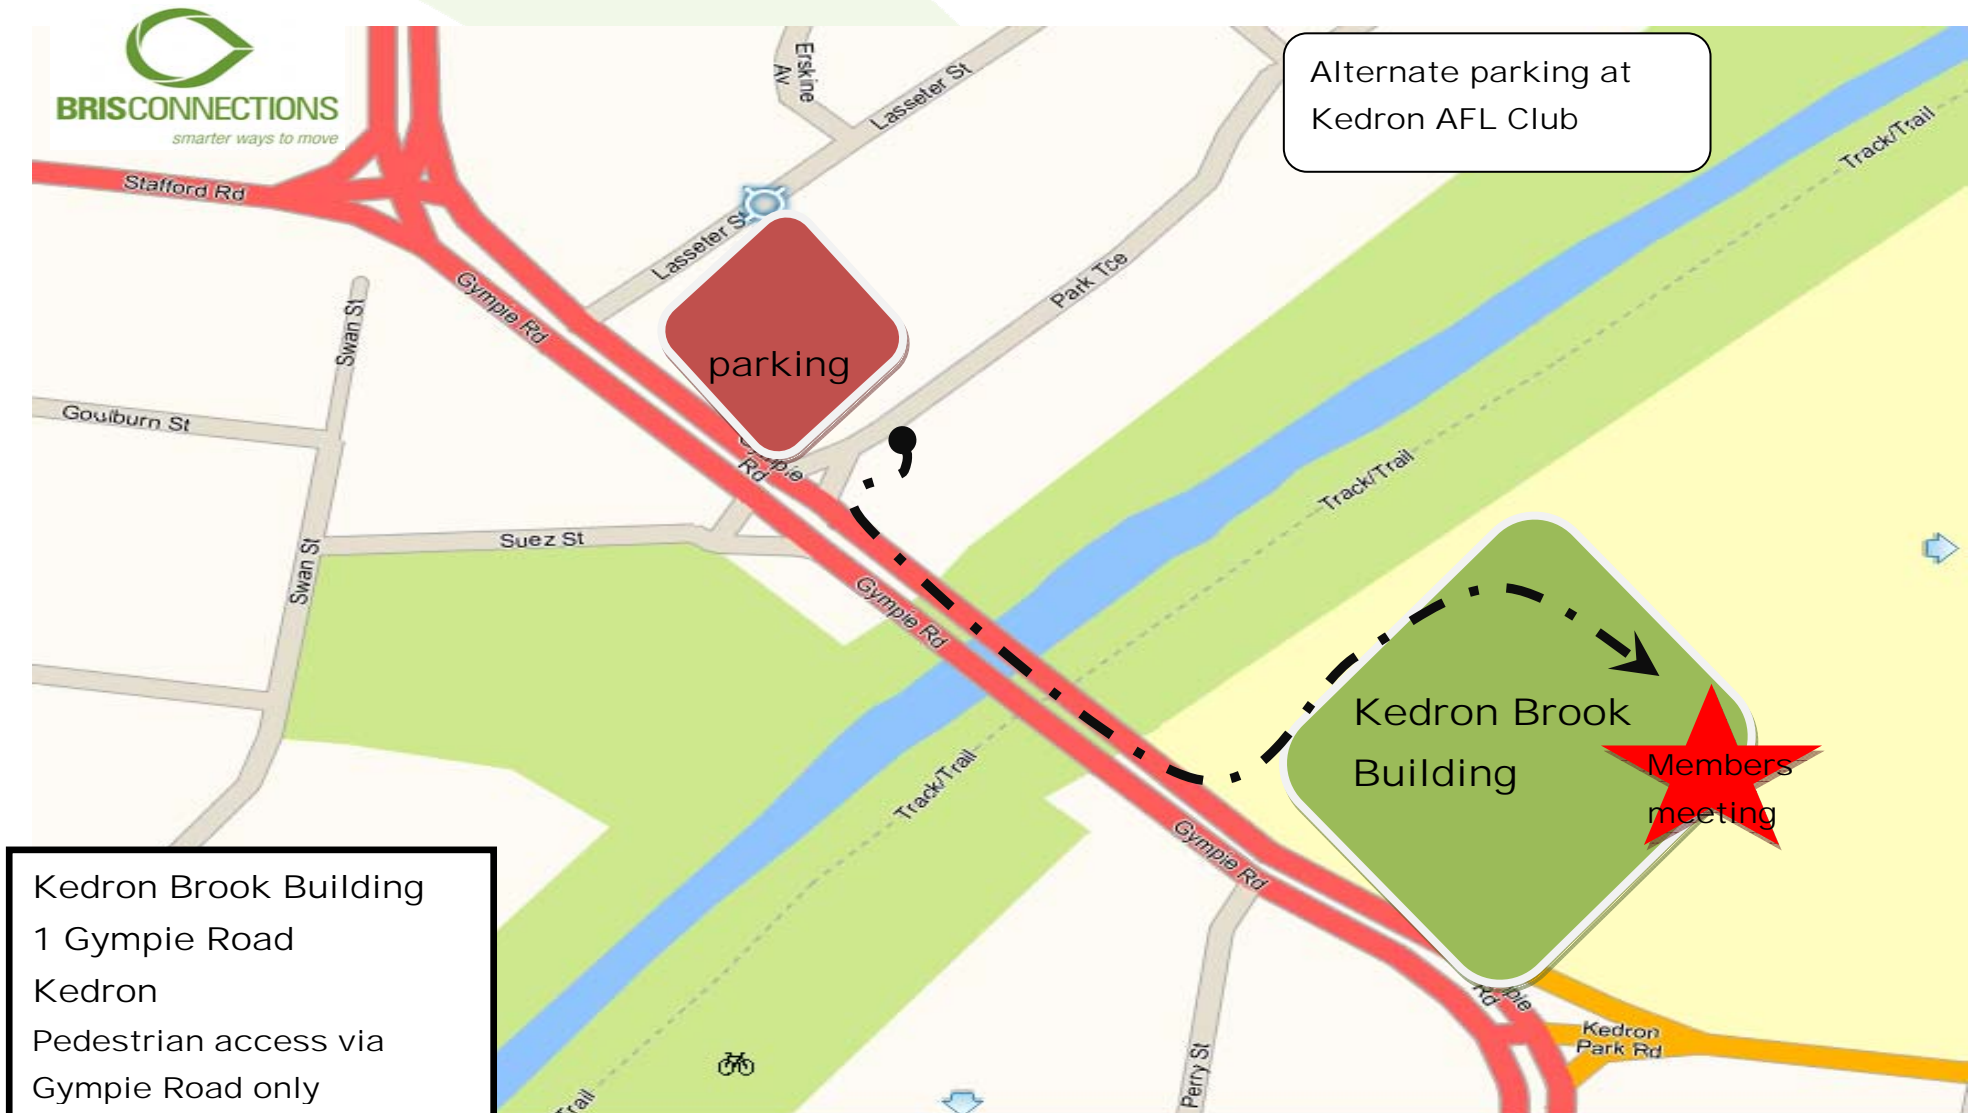 BRISCONNECTIONS
smarter ways to move
Erskine
Av
Lasseter St
Alternate parking at
Kedron AFL Club
Track/Trail
Stafford Rd
Lasseter St
Park Tce
Gympie Rd
Swan St
parking
Goulburn St
Gympie
Rd
Track/Trail
Suez St
Swan St
Gympie Rd
Kedron Brook
Building
Members
meeting
Track/Trail
Gympie Rd
Kedron Brook Building
1 Gympie Road
Kedron
Pedestrian access via
Gympie Road only
Rd
Kedron
Park Rd
Perry St